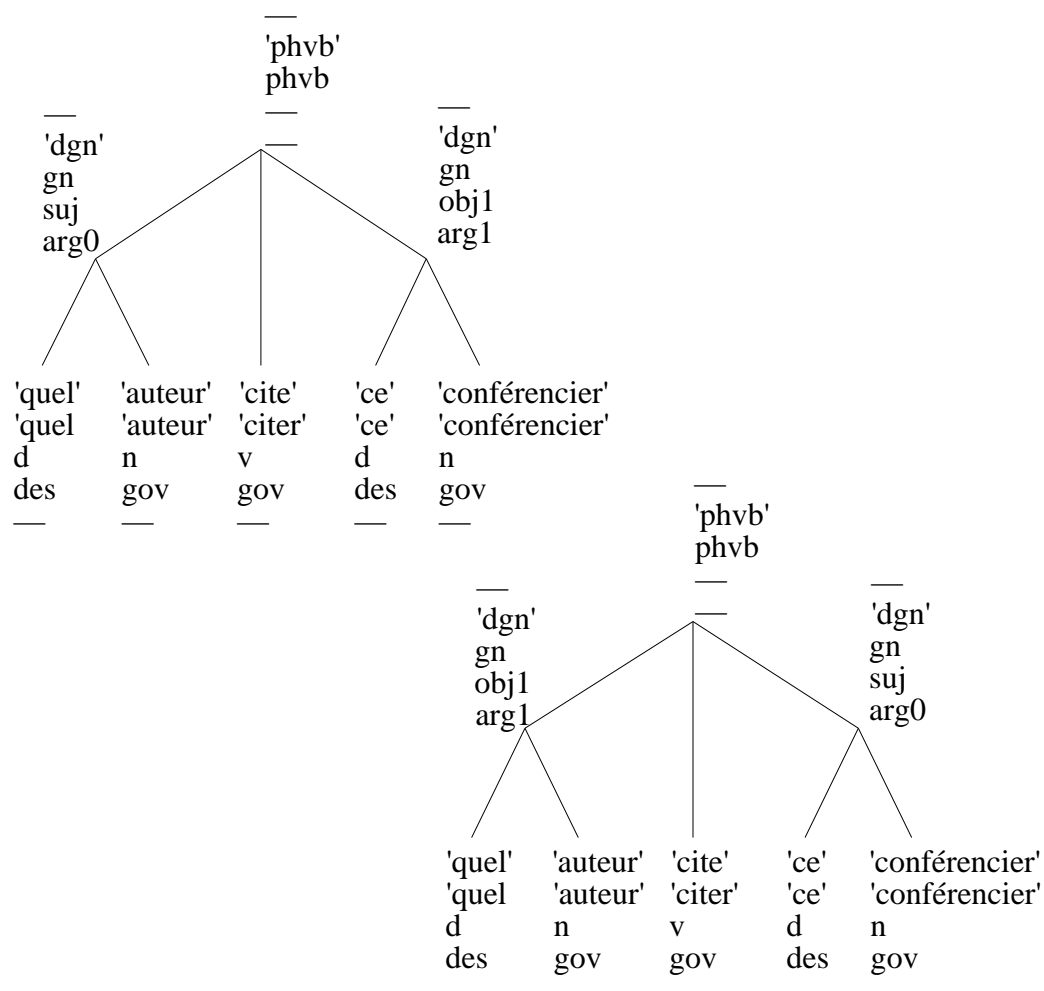 'phvb'
phvb
'dgn'
gn
suj
arg0
'dgn'
gn
obj1
arg1
'quel' 'auteur' 'cite' 'ce' 'conférencier'
'quel 'auteur' 'citer' 'ce' 'conférencier'
d n v d n
des gov gov des gov
'phvb'
phvb
'dgn'
gn
obj1
arg1
'dgn'
gn
suj
arg0
'quel' 'auteur' 'cite' 'ce' 'conférencier'
'quel 'auteur' 'citer' 'ce' 'conférencier'
d n v d n
des gov gov des gov